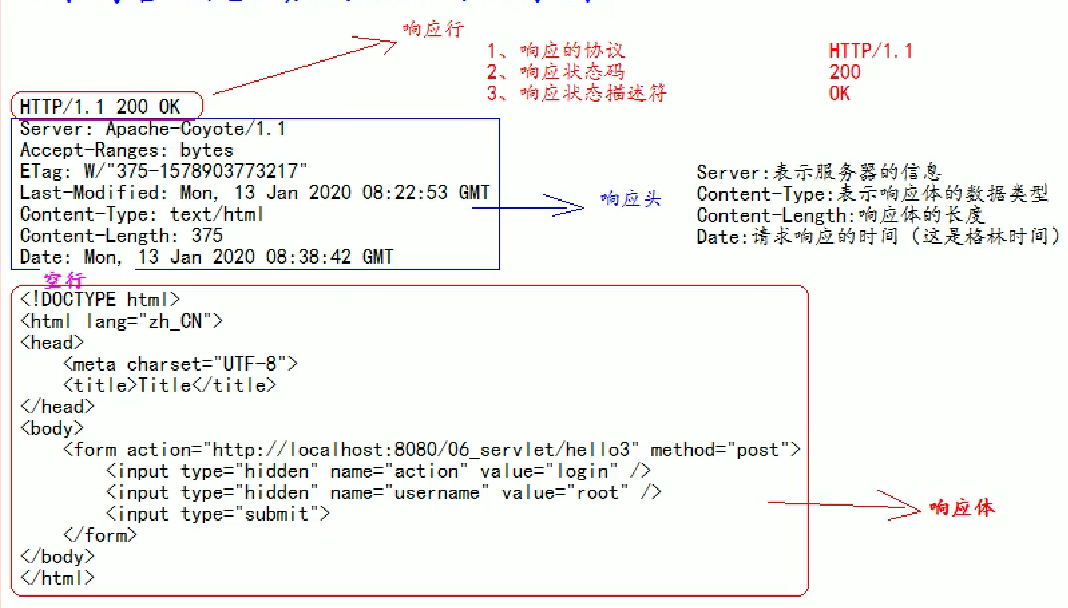 响应行
1、响应的协议 HTTP/1.1
2、响应状态码 200
3、响应状态描述符 OK
HTTP/1.1 200 OK
Server: Apache-Coyote/1.1
Accept-Ranges: bytes
ETag: W/"375-1578903773217"
Last-Modified: Mon, 13 Jan 2020 08:22:53 GMT
Content-Type: text/html
Content-Length: 375
Date: Mon, 13 Jan 2020 08:38:42 GMT
响应头
Server:表示服务器的信息
Content-Type:表示响应体的数据类型
Content-Length:响应体的长度
Date:请求响应的时间（这是格林时间）
空行
<!DOCTYPE html>
<html lang="zh_CN">
<head>
    <meta charset="UTF-8">
    <title>Title</title>
</head>
<body>
    <form action="http://localhost:8080/06_servlet/hello3" method="post">
        <input type="hidden" name="action" value="login" />
        <input type="hidden" name="username" value="root" />
        <input type="submit">
    </form>
</body>
</html>
响应体